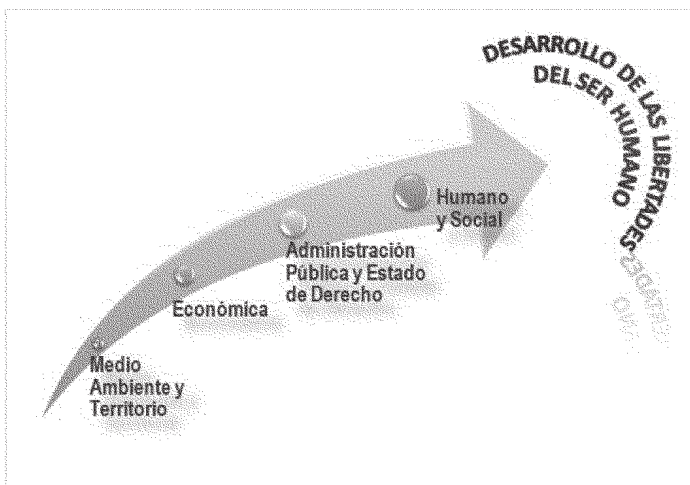 DESARROLLO DE LAS LIBERTADES
DEL SER HUMANO
Humano
y Social
Administración
Pública y Estado
de Derecho
Económica
Medio
Ambiente y
Territorio